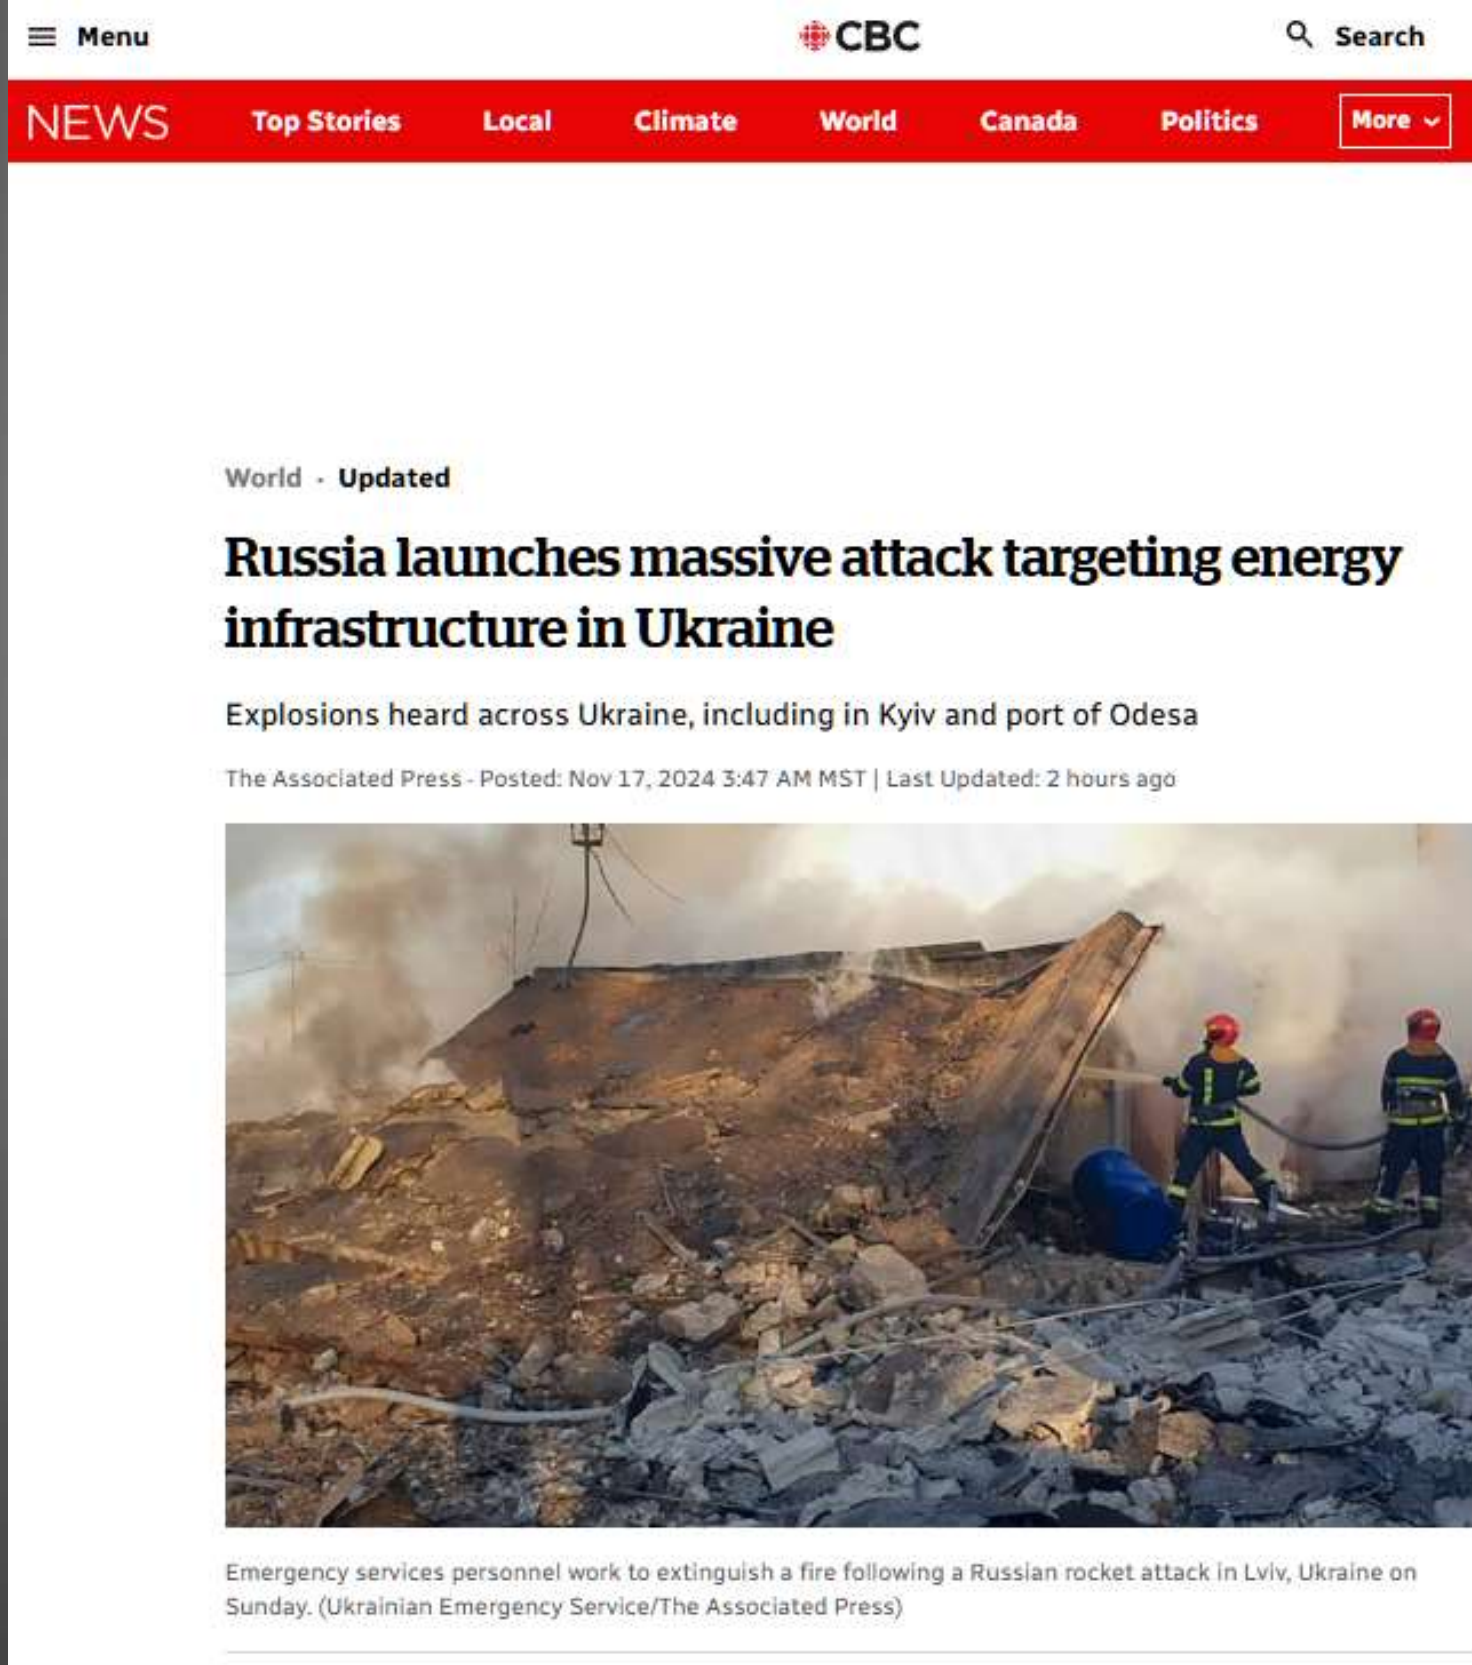 Menu
CBC
Search
NEWS
Top Stories
Local
Climate
World
Canada
Politics
More
World · Updated
Russia launches massive attack targeting energy
infrastructure in Ukraine
Explosions heard across Ukraine, including in Kyiv and port of Odesa
The Associated Press · Posted: Nov 17, 2024 3:47 AM MST | Last Updated: 2 hours ago
Emergency services personnel work to extinguish a fire following a Russian rocket attack in Lviv, Ukraine on
Sunday. (Ukrainian Emergency Service/The Associated Press)